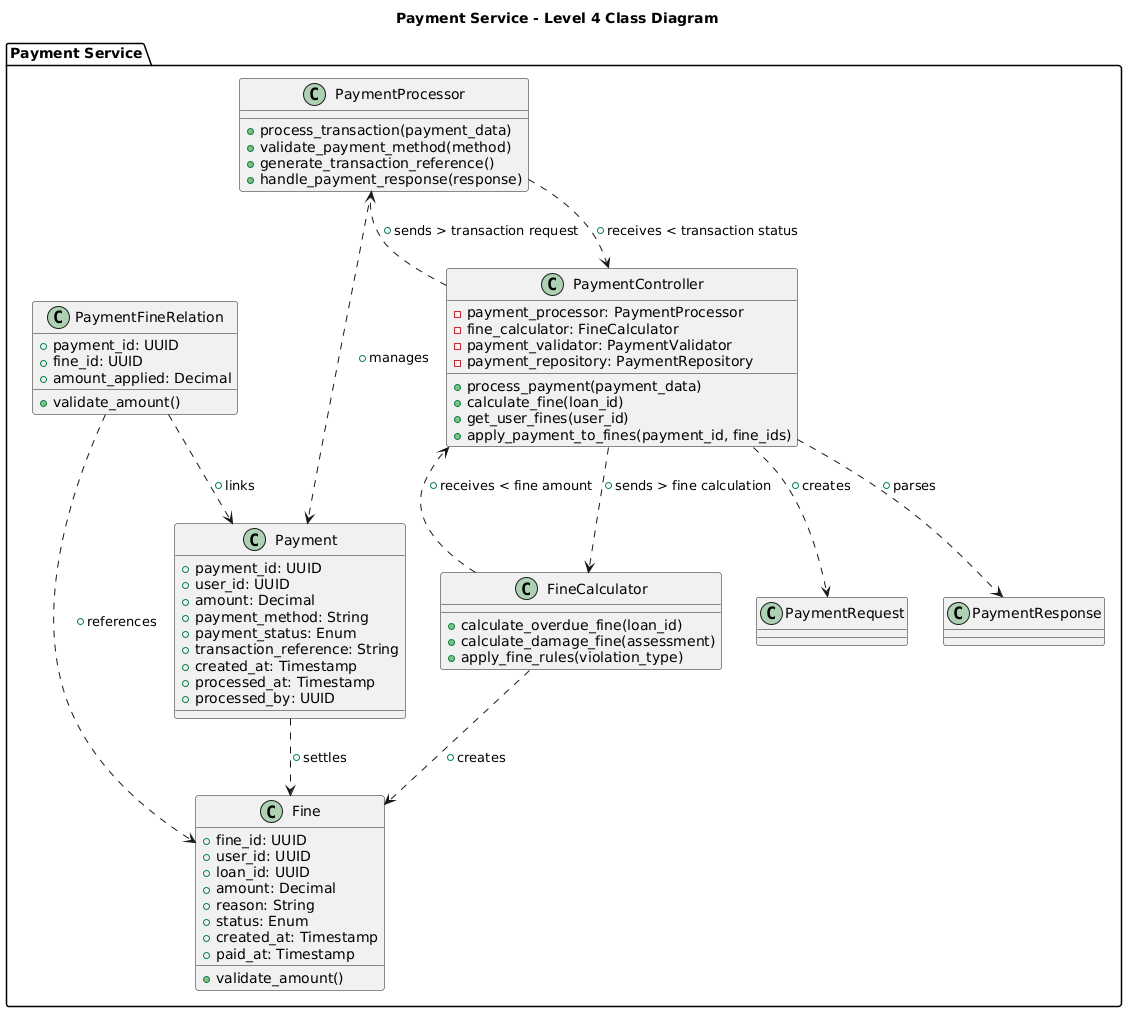 Payment Service - Level 4 Class Diagram
Payment Service
C PaymentProcessor
process_transaction(payment_data)
validate_payment_method(method)
generate_transaction_reference()
handle_payment_response(response)
sends > transaction request
receives < transaction status
C PaymentController
payment_processor: PaymentProcessor
fine_calculator: FineCalculator
payment_validator: PaymentValidator
payment_repository: PaymentRepository
process_payment(payment_data)
calculate_fine(loan_id)
get_user_fines(user_id)
apply_payment_to_fines(payment_id, fine_ids)
C PaymentFineRelation
payment_id: UUID
fine_id: UUID
amount_applied: Decimal
validate_amount()
manages
links
receives < fine amount
sends > fine calculation
creates
parses
C Payment
payment_id: UUID
user_id: UUID
amount: Decimal
payment_method: String
payment_status: Enum
transaction_reference: String
created_at: Timestamp
processed_at: Timestamp
processed_by: UUID
C FineCalculator
calculate_overdue_fine(loan_id)
calculate_damage_fine(assessment)
apply_fine_rules(violation_type)
C PaymentRequest
C PaymentResponse
references
settles
creates
C Fine
fine_id: UUID
user_id: UUID
loan_id: UUID
amount: Decimal
reason: String
status: Enum
created_at: Timestamp
paid_at: Timestamp
validate_amount()